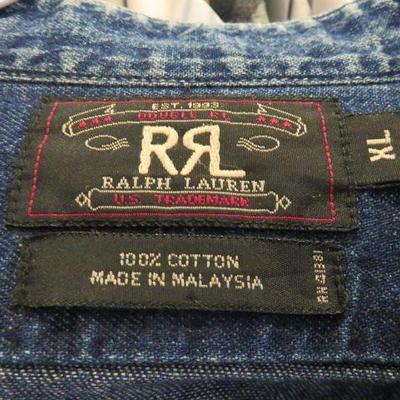 EST. 1993
DOUBLE RL
RRL
RALPH LAUREN
U.S. TRADEMARK
XL
100% COTTON
MADE IN MALAYSIA
RN 41381